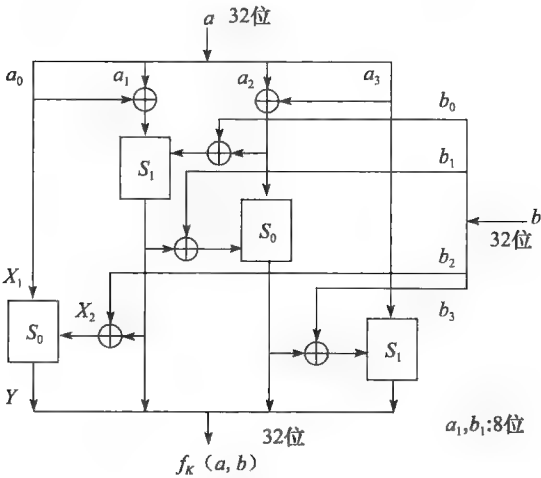 a 32位
a₀
a₁
a₂
a₃
b₀
S₁
b₁
S₀
b
32位
b₂
X₁
X₂
b₃
S₀
S₁
Y
32位
a₁,b₁:8位
fK（a, b）